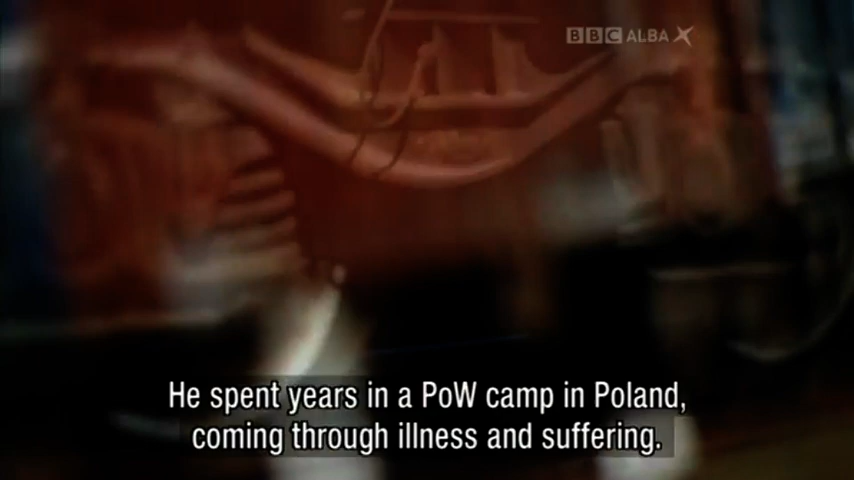 BBC ALBA
He spent years in a PoW camp in Poland,
coming through illness and suffering.